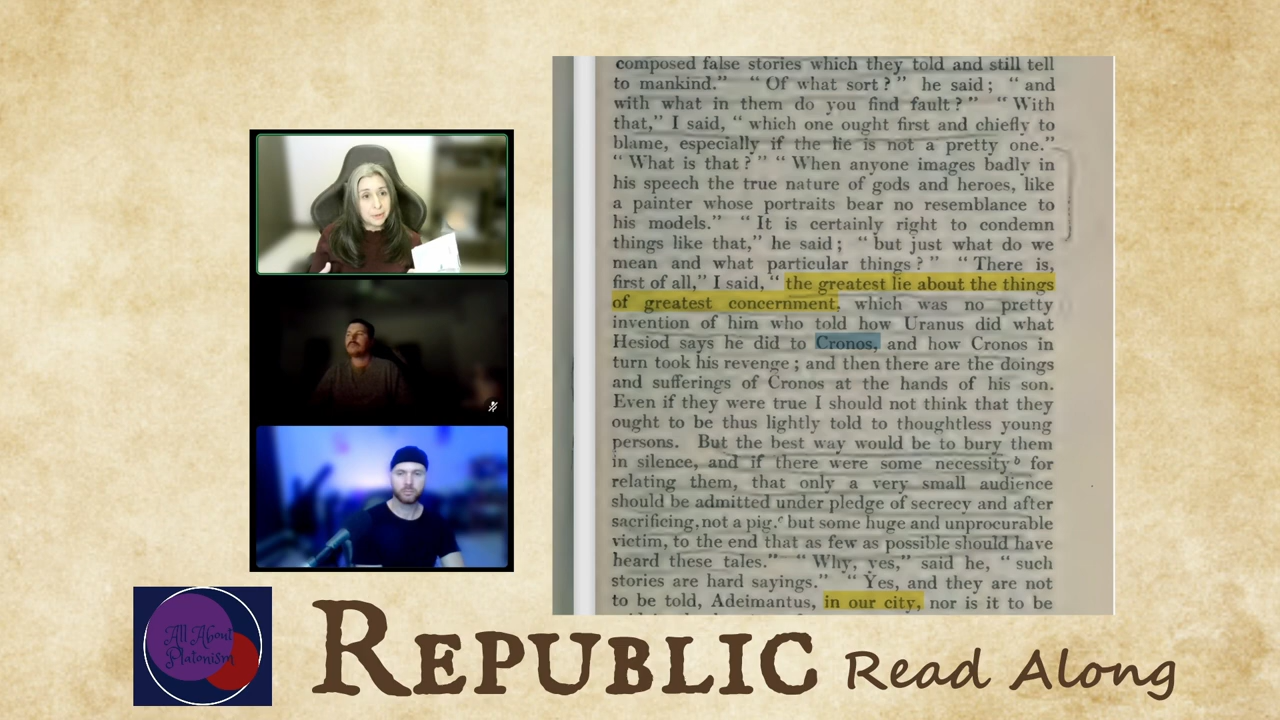 composed false stories which they told and still tell
to mankind.” “ Of what sort ? ” he said ; “ and
with what in them do you find fault ? ” “ With
that,” I said, “ which one ought first and chiefly to
blame, especially if the lie is not a pretty one.”
“ What is that ? ” “ When anyone images badly in
his speech the true nature of gods and heroes, like
a painter whose portraits bear no resemblance to
his models.” “ It is certainly right to condemn
things like that,” he said ; “ but just what do we
mean and what particular things ? ” “ There is,
first of all,” I said, “ the greatest lie about the things
of greatest concernment, which was no pretty
invention of him who told how Uranus did what
Hesiod says he did to Cronos, and how Cronos in
turn took his revenge ; and then there are the doings
and sufferings of Cronos at the hands of his son.
Even if they were true I should not think that they
ought to be thus lightly told to thoughtless young
persons. But the best way would be to bury them
in silence, and if there were some necessity b for
relating them, that only a very small audience
should be admitted under pledge of secrecy and after
sacrificing, not a pig,c but some huge and unprocurable
victim, to the end that as few as possible should have
heard these tales.” “ Why, yes,” said he, “ such
stories are hard sayings.” “ Yes, and they are not
to be told, Adeimantus, in our city, nor is it to be
All About
Platonism
REPUBLIC Read Along